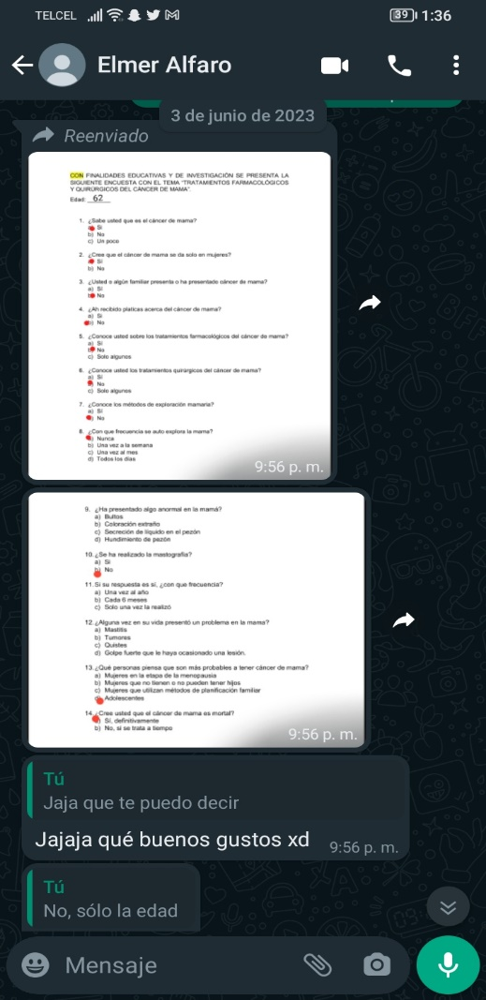 TELCEL 39 1:36
Elmer Alfaro
3 de junio de 2023
Reenviado
CON FINALIDADES EDUCATIVAS Y DE INVESTIGACIÓN SE PRESENTA LA
SIGUIENTE ENCUESTA CON EL TEMA "TRATAMIENTOS FARMACOLÓGICOS
Y QUIRÚRGICOS DEL CÁNCER DE MAMA".
Edad: 62
1. ¿Sabe usted que es el cáncer de mama?
a) Si
b) No
c) Un poco
2. ¿Cree que el cáncer de mama se da solo en mujeres?
a) Sí
b) No
3. ¿Usted o algún familiar presenta o ha presentado cáncer de mama?
a) Sí
b) No
4. ¿Ah recibido platicas acerca del cáncer de mama?
a) Sí
b) No
5. ¿Conoce usted sobre los tratamientos farmacológicos del cáncer de mama?
a) Sí
b) No
c) Solo algunos
6. ¿Conoce usted los tratamientos quirúrgicos del cáncer de mama?
a) Sí
b) No
c) Solo algunos
7. ¿Conoce los métodos de exploración mamaria?
a) Sí
b) No
8. ¿Con que frecuencia se auto explora la mama?
a) Nunca
b) Una vez a la semana
c) Una vez al mes
d) Todos los días
9:56 p. m.
9. ¿Ha presentado algo anormal en la mamá?
a) Bultos
b) Coloración extraño
c) Secreción de líquido en el pezón
d) Hundimiento de pezón
10. ¿Se ha realizado la mastografía?
a) Si
b) No
11. Si su respuesta es si, ¿con que frecuencia?
a) Una vez al año
b) Cada 6 meses
c) Solo una vez la realizó
12. ¿Alguna vez en su vida presentó un problema en la mama?
a) Mastitis
b) Tumores
c) Quistes
d) Golpe fuerte que le haya ocasionado una lesión.
13. ¿Qué personas piensa que son más probables a tener cáncer de mama?
a) Mujeres en la etapa de la menopausia
b) Mujeres que no tienen o no pueden tener hijos
c) Mujeres que utilizan métodos de planificación familiar
d) Adolescentes
14. ¿Cree usted que el cáncer de mama es mortal?
a) Sí, definitivamente
b) No, si se trata a tiempo
9:56 p. m.
Tú
Jaja que te puedo decir
Jajaja qué buenos gustos xd 9:56 p. m.
Tú
No, sólo la edad
Mensaje